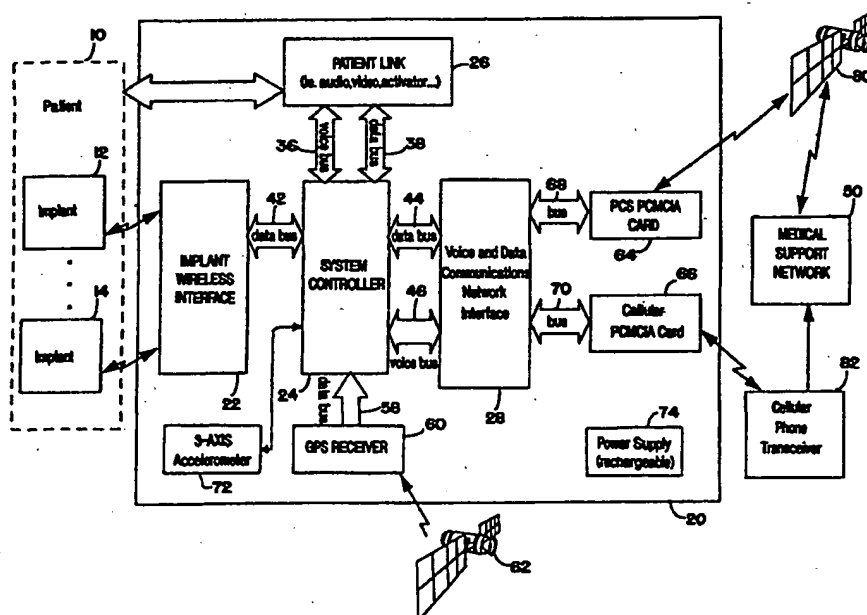 10
Patient
12
Implant
14
Implant
PATIENT LINK
(ie. audio,video,activator...)
26
36
voice bus
data bus
38
IMPLANT
WIRELESS
INTERFACE
22
42
data bus
SYSTEM
CONTROLLER
24
44
data bus
46
voice bus
Voice and Data
Communications
Network
Interface
28
68
bus
PCS PCMCIA
CARD
64
70
bus
66
Cellular
PCMCIA Card
80
50
MEDICAL
SUPPORT
NETWORK
82
Cellular
Phone
Transceiver
3-AXIS
Accelerometer
72
data bus
58
GPS RECEIVER
60
74
Power Supply
(rechargeable)
20
62